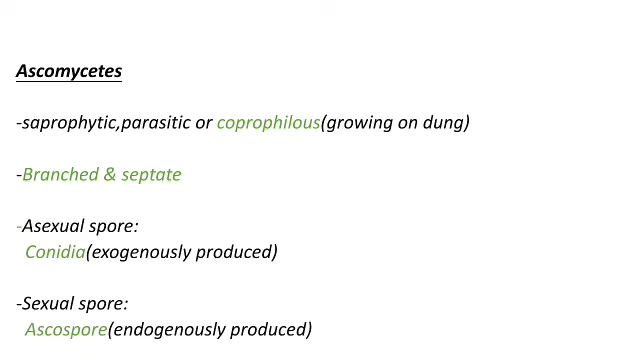 Ascomycetes
-saprophytic,parasitic or coprophilous(growing on dung)
-Branched & septate
-Asexual spore:
Conidia(exogenously produced)
-Sexual spore:
Ascospore(endogenously produced)